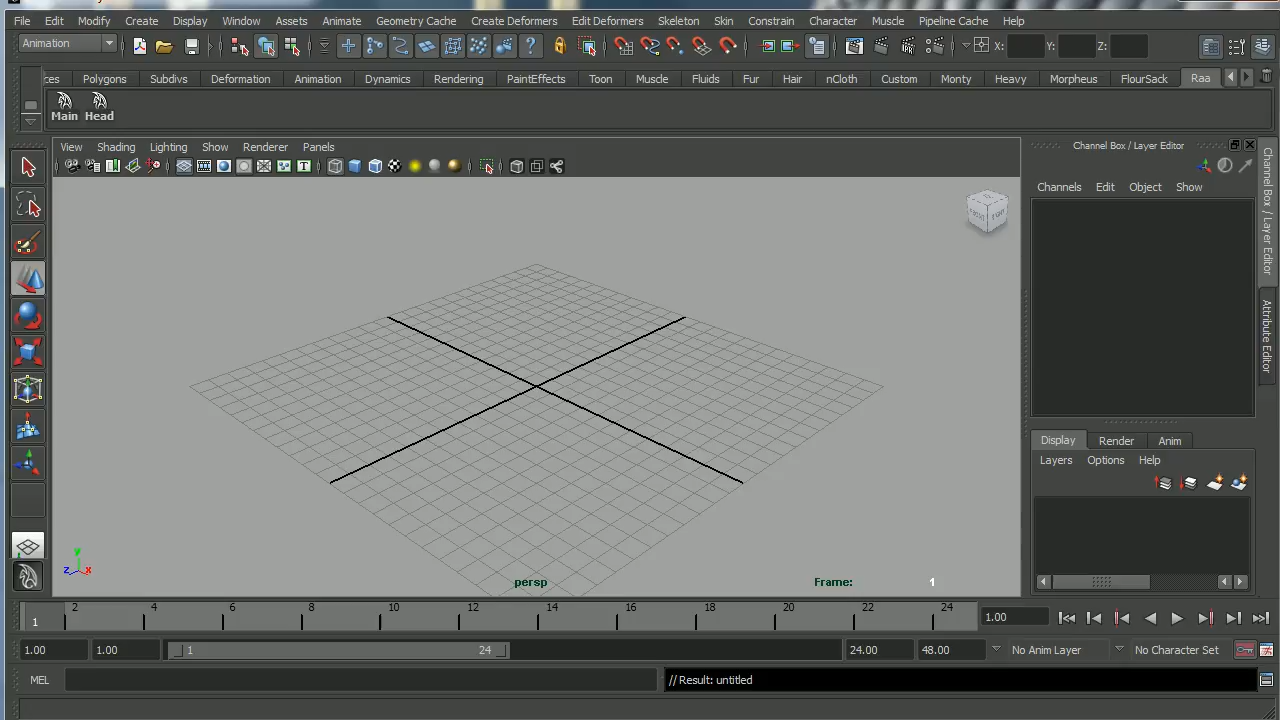 File Edit Modify Create Display Window Assets Animate Geometry Cache Create Deformers Edit Deformers Skeleton Skin Constrain Character Muscle Pipeline Cache Help
Animation X: Y: Z:
ces Polygons Subdivs Deformation Animation Dynamics Rendering PaintEffects Toon Muscle Fluids Fur Hair nCloth Custom Monty Heavy Morpheus FlourSack Raa
Main Head
View Shading Lighting Show Renderer Panels
Channel Box / Layer Editor
Channels Edit Object Show
Channel Box / Layer Editor
Attribute Editor
FRONT
Display Render Anim
Layers Options Help
y
z x
persp
Frame: 1
1 2 4 6 8 10 12 14 16 18 20 22 24
1.00
1.00 1.00 1 24 24.00 48.00 No Anim Layer No Character Set
MEL // Result: untitled